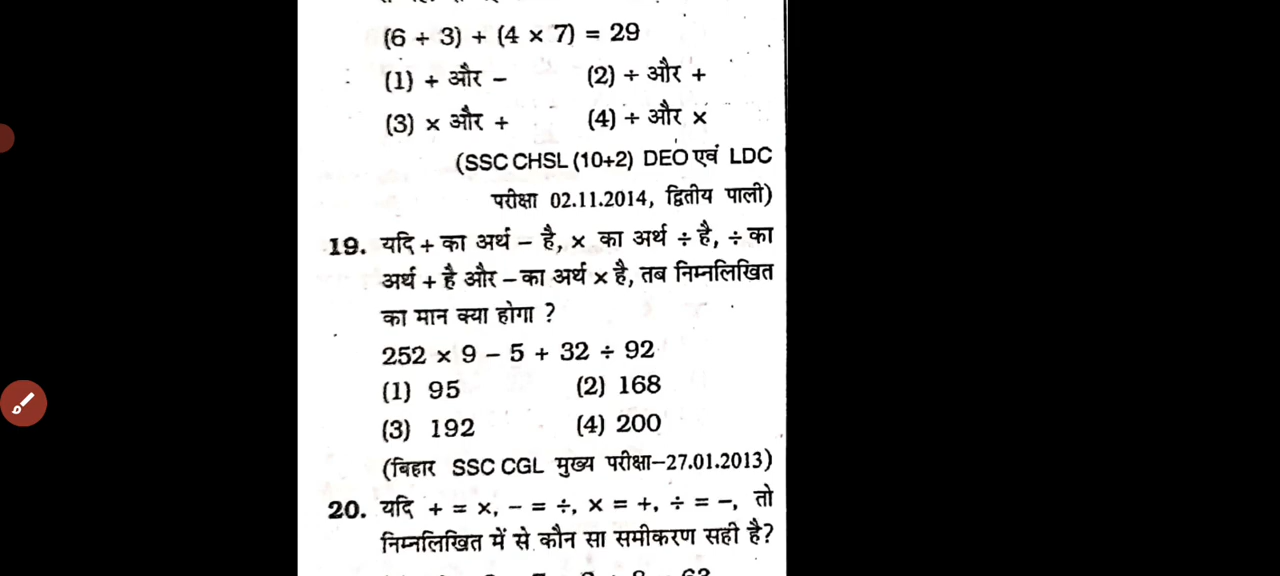 (6 ÷ 3) + (4 × 7) = 29
(1) + और − (2) ÷ और +
(3) × और + (4) ÷ और ×
(SSC CHSL (10+2) DEO एवं LDC
परीक्षा 02.11.2014, द्वितीय पाली)
19. यदि + का अर्थ − है, × का अर्थ ÷ है, ÷ का
अर्थ + है और − का अर्थ × है, तब निम्नलिखित
का मान क्या होगा ?
252 × 9 − 5 + 32 ÷ 92
(1) 95 (2) 168
(3) 192 (4) 200
(बिहार SSC CGL मुख्य परीक्षा−27.01.2013)
20. यदि + = ×, − = ÷, × = +, ÷ = −, तो
निम्नलिखित में से कौन सा समीकरण सही है?